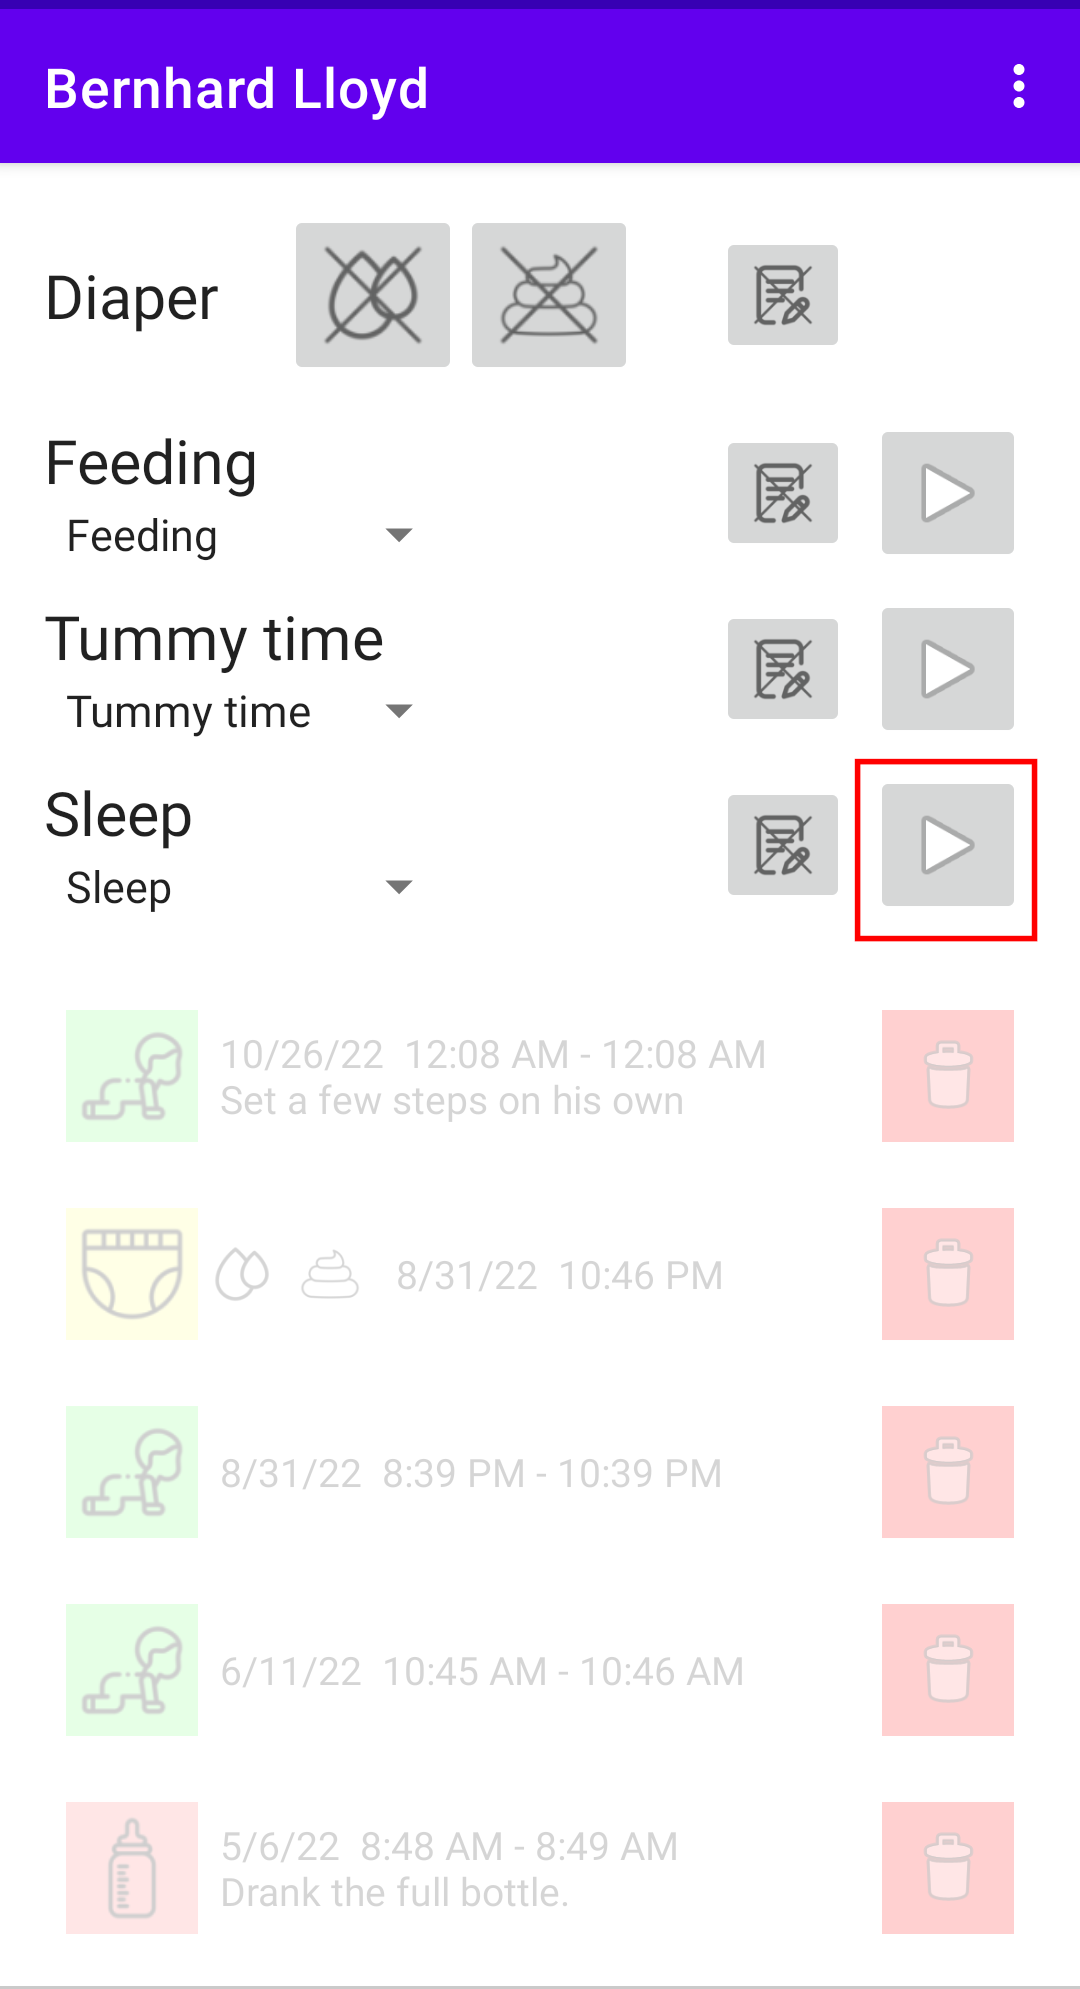 Bernhard Lloyd
Diaper
Feeding
Feeding
Tummy time
Tummy time
Sleep
Sleep
10/26/22 12:08 AM - 12:08 AM
Set a few steps on his own
8/31/22 10:46 PM
8/31/22 8:39 PM - 10:39 PM
6/11/22 10:45 AM - 10:46 AM
5/6/22 8:48 AM - 8:49 AM
Drank the full bottle.